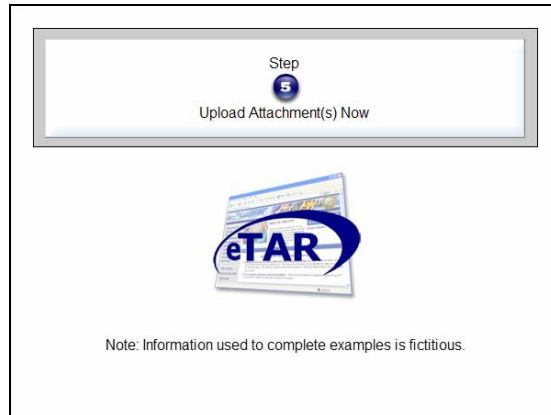 Step
5
Upload Attachment(s) Now
eTAR
Note: Information used to complete examples is fictitious.